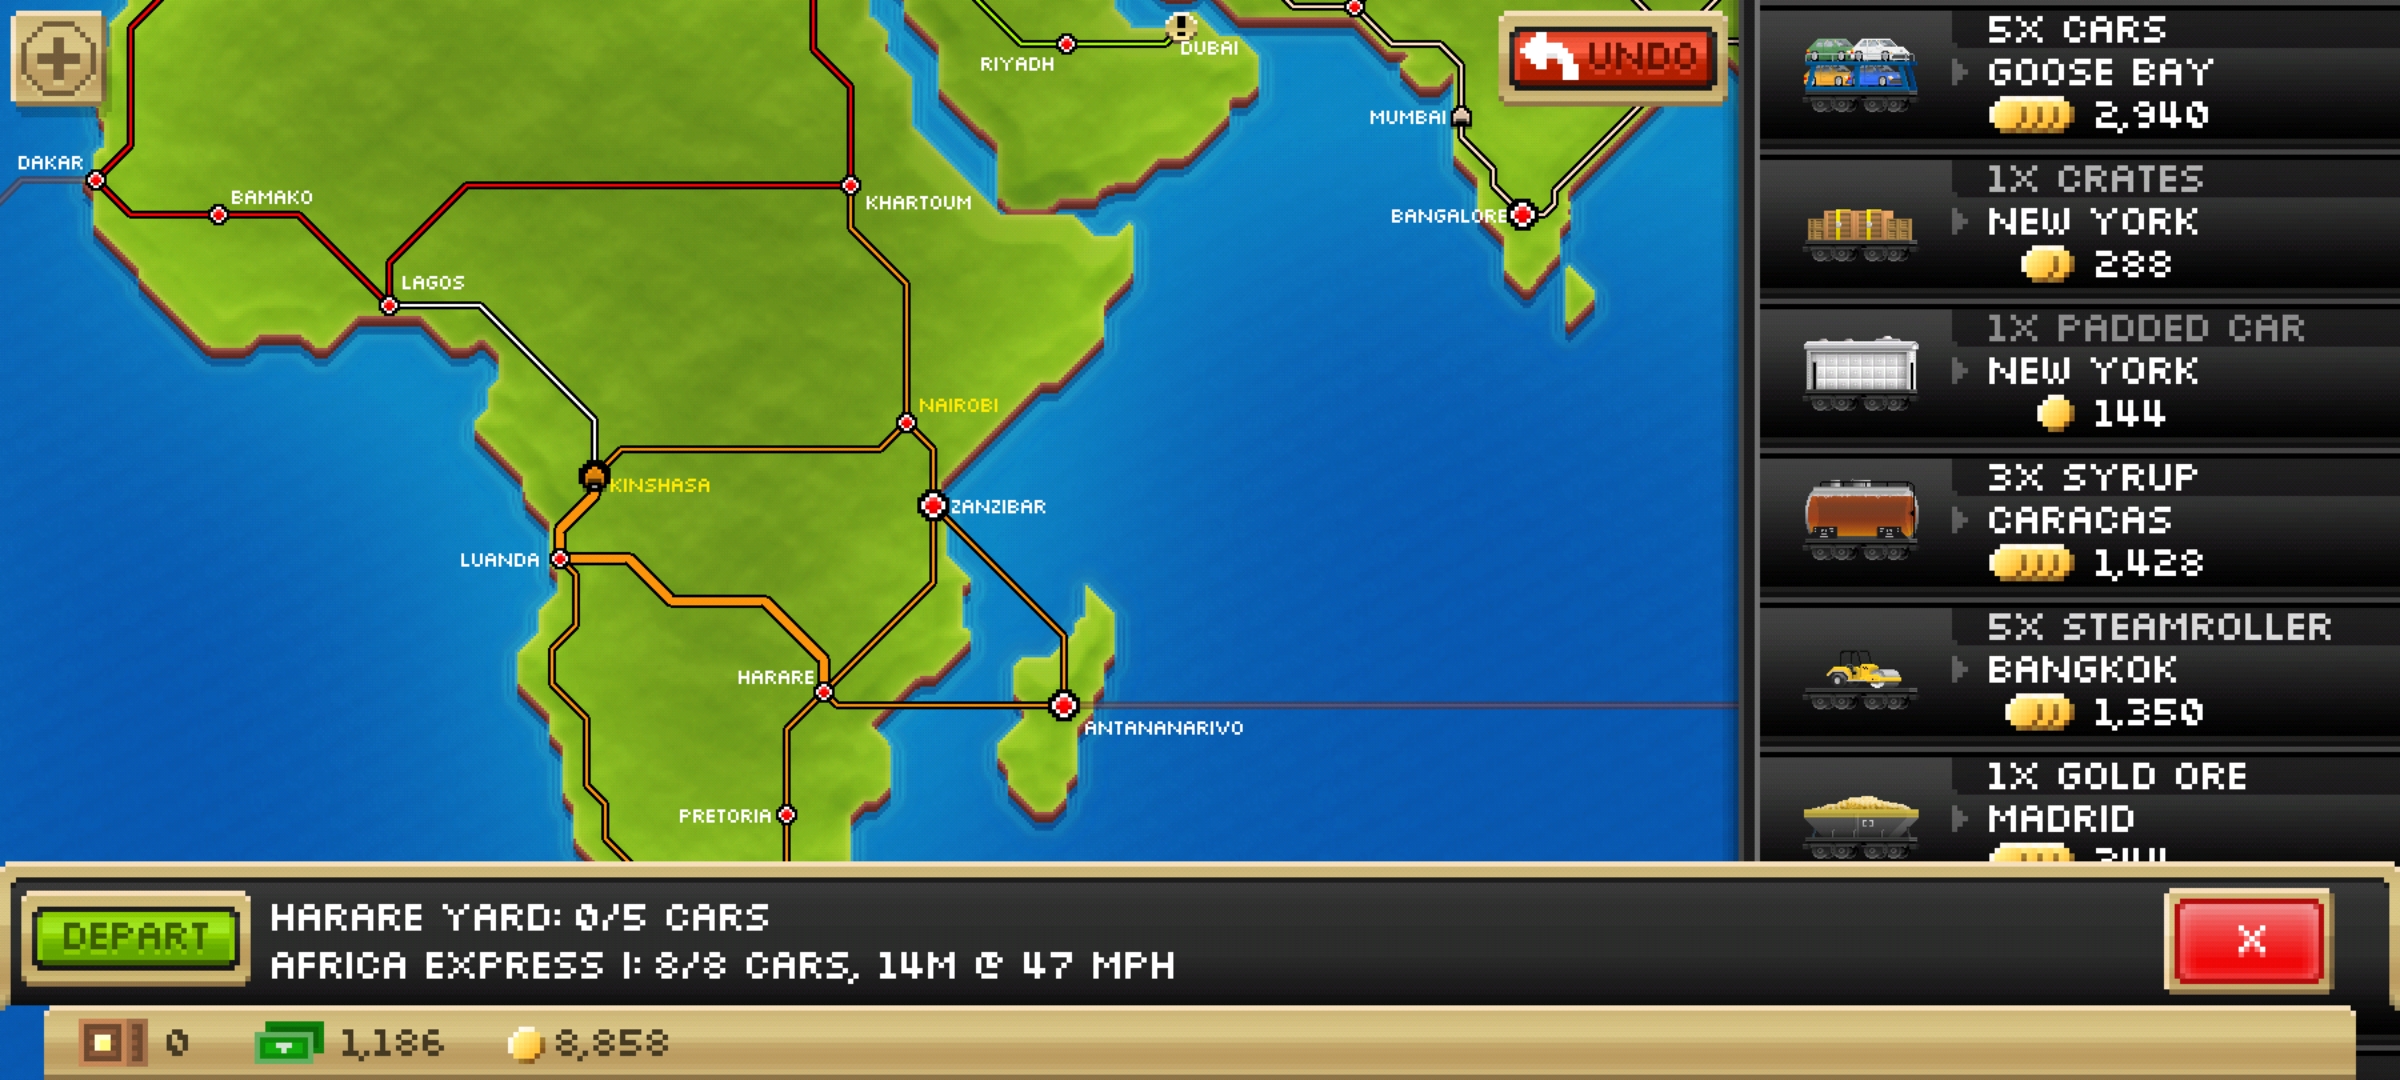 RIYADH
DUBAI
UNDO
MUMBAI
DAKAR
BAMAKO
KHARTOUM
BANGALORE
LAGOS
NAIROBI
KINSHASA
ZANZIBAR
LUANDA
HARARE
ANTANANARIVO
PRETORIA
5X CARS
GOOSE BAY
2,940
1X CRATES
NEW YORK
288
1X PADDED CAR
NEW YORK
144
3X SYRUP
CARACAS
1,428
5X STEAMROLLER
BANGKOK
1,350
1X GOLD ORE
MADRID
DEPART
HARARE YARD: 0/5 CARS
AFRICA EXPRESS I: 8/8 CARS, 14M @ 47 MPH
X
0
1,186
8,858